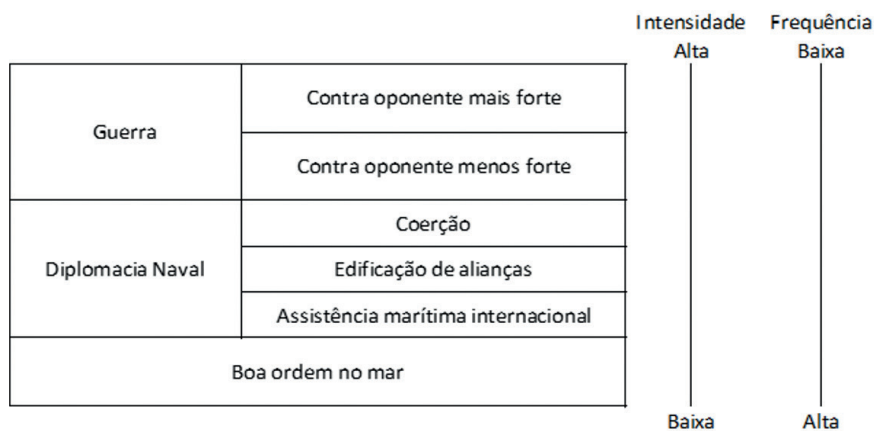 Intensidade Frequência
Alta Baixa
Contra oponente mais forte
Guerra
Contra oponente menos forte
Coerção
Diplomacia Naval Edificação de alianças
Assistência marítima internacional
Boa ordem no mar
Baixa Alta